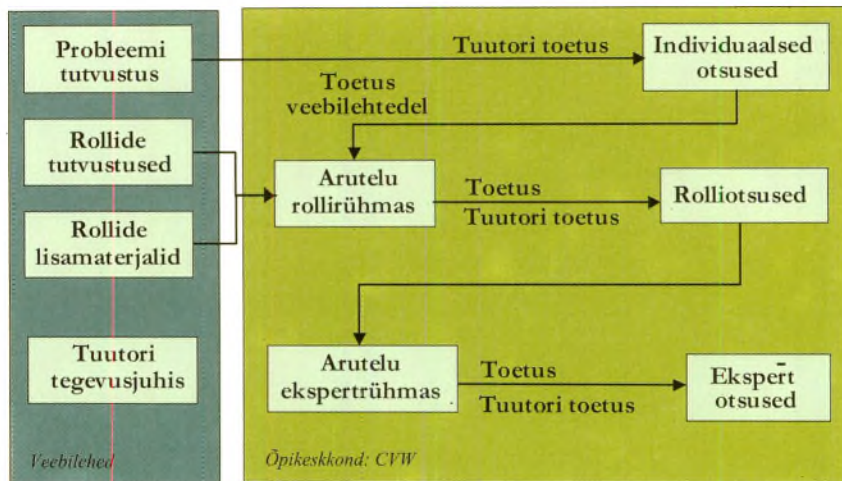 Probleemi
tutvustus
Rollide
tutvustused
Rollide
lisamaterjalid
Tuutori
tegevusjuhis
Veebilehed
Tuutori toetus
Individuaalsed
otsused
Toetus
veebilehtedel
Arutelu
rollirühmas
Toetus
Tuutori toetus
Rolliotsused
Arutelu
ekspertrühmas
Toetus
Tuutori toetus
Ekspert
otsused
Õpikeskkond: CVW